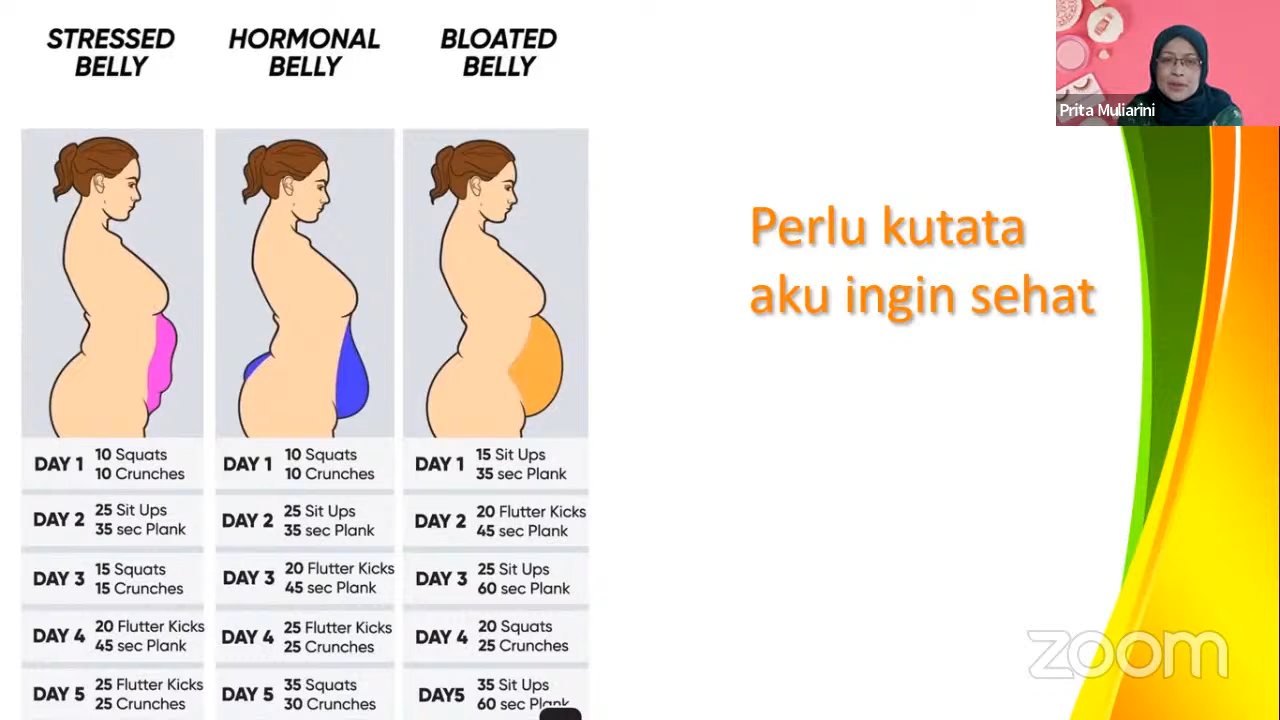 STRESSED
BELLY
HORMONAL
BELLY
BLOATED
BELLY
Prita Muliarini
Perlu kutata
aku ingin sehat
DAY 1
10 Squats
10 Crunches
DAY 2
25 Sit Ups
35 sec Plank
DAY 3
15 Squats
15 Crunches
DAY 4
20 Flutter Kicks
45 sec Plank
DAY 5
25 Flutter Kicks
25 Crunches
DAY 1
10 Squats
10 Crunches
DAY 2
25 Sit Ups
35 sec Plank
DAY 3
20 Flutter Kicks
45 sec Plank
DAY 4
25 Flutter Kicks
25 Crunches
DAY 5
35 Squats
30 Crunches
DAY 1
15 Sit Ups
35 sec Plank
DAY 2
20 Flutter Kicks
45 sec Plank
DAY 3
25 Sit Ups
60 sec Plank
DAY 4
20 Squats
25 Crunches
DAY5
35 Sit Ups
60 sec Plank
zoom